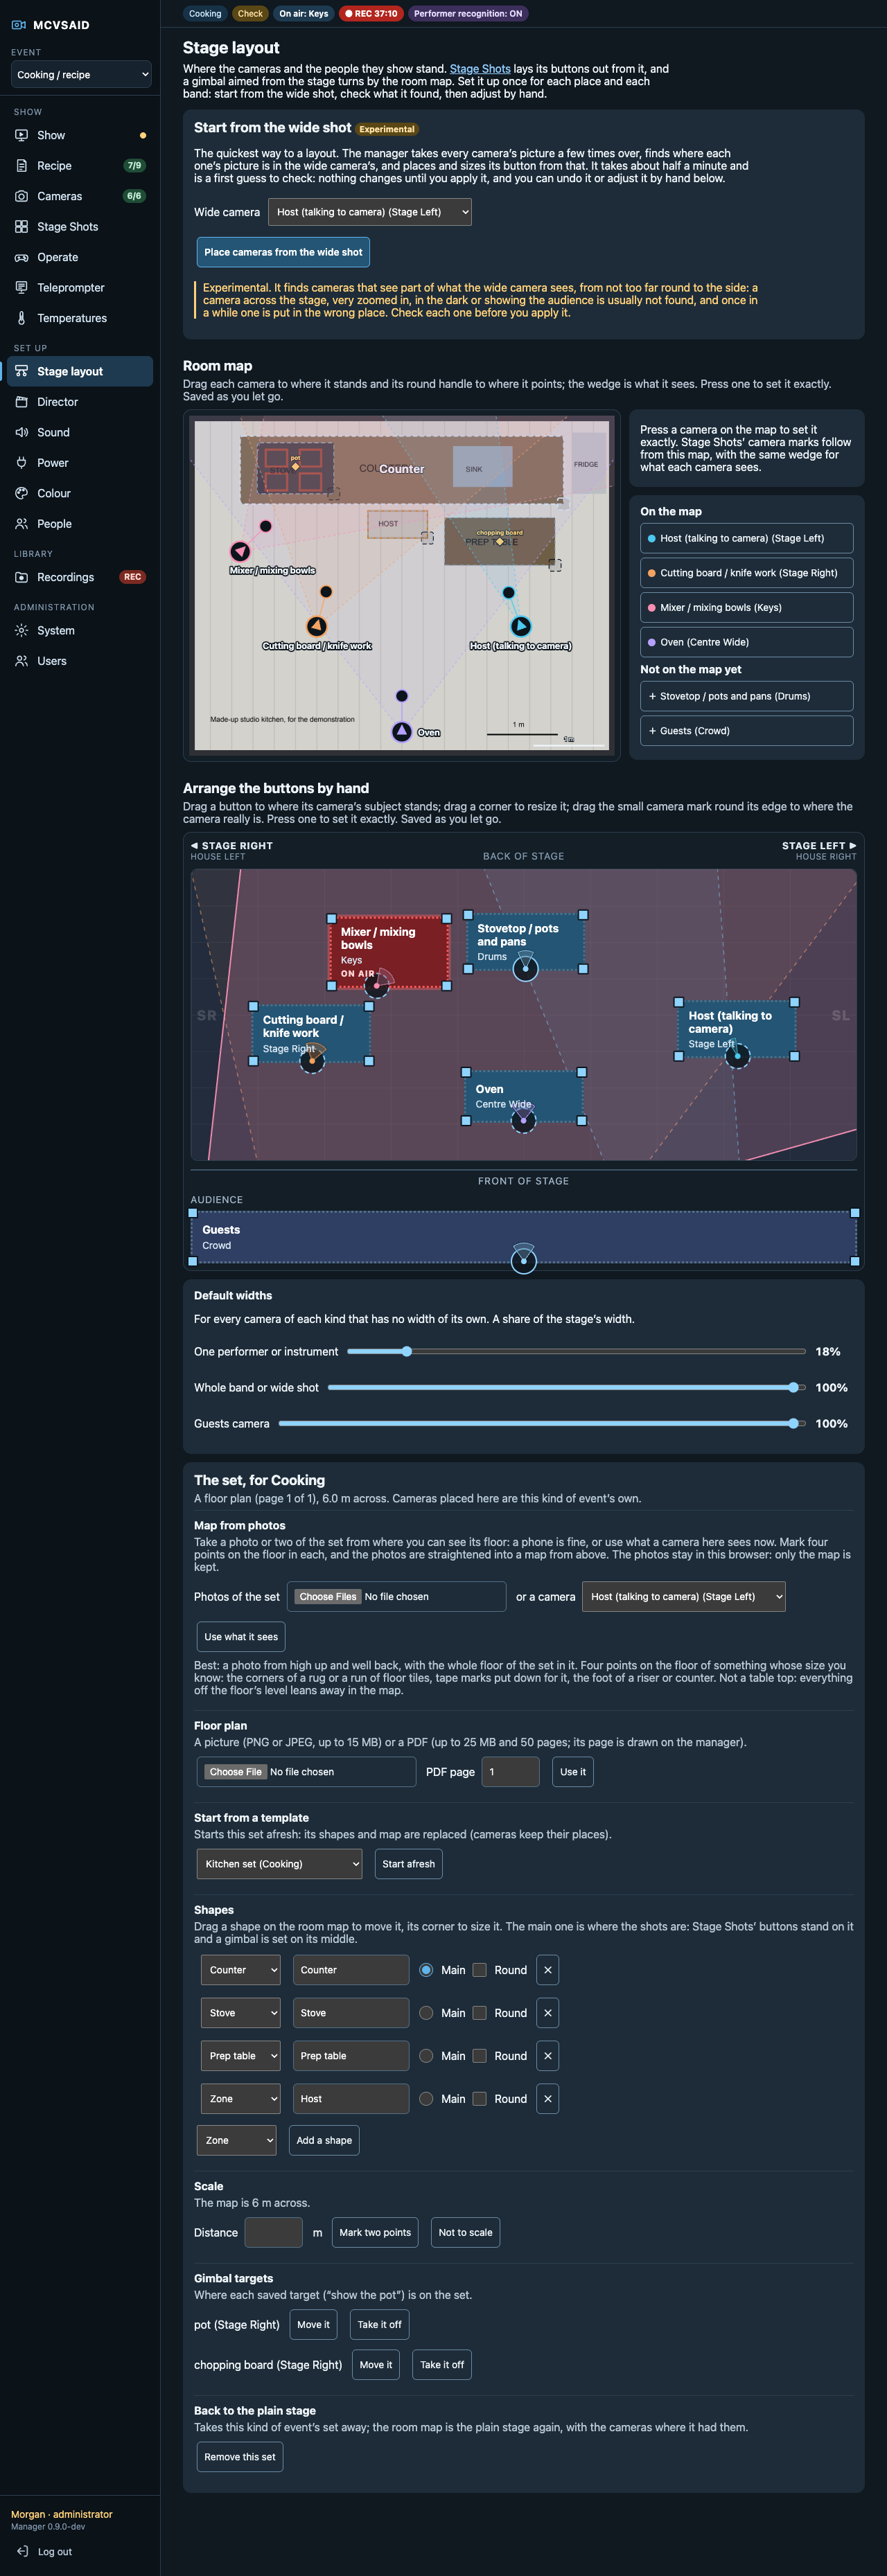 MCVSAID
EVENT
Cooking / recipe
SHOW
Show
Recipe 7/9
Cameras 6/6
Stage Shots
Operate
Teleprompter
Temperatures
SET UP
Stage layout
Director
Sound
Power
Colour
People
LIBRARY
Recordings REC
ADMINISTRATION
System
Users
Morgan · administrator
Manager 0.9.0-dev
Log out
Cooking Check On air: Keys REC 37:10 Performer recognition: ON
Stage layout
Where the cameras and the people they show stand. Stage Shots lays its buttons out from it, and
a gimbal aimed from the stage turns by the room map. Set it up once for each place and each
band: start from the wide shot, check what it found, then adjust by hand.
Start from the wide shot Experimental
The quickest way to a layout. The manager takes every camera's picture a few times over, finds where each
one's picture is in the wide camera's, and places and sizes its button from that. It takes about half a minute and
is a first guess to check: nothing changes until you apply it, and you can undo it or adjust it by hand below.
Wide camera Host (talking to camera) (Stage Left)
Place cameras from the wide shot
Experimental. It finds cameras that see part of what the wide camera sees, from not too far round to the side: a
camera across the stage, very zoomed in, in the dark or showing the audience is usually not found, and once in
a while one is put in the wrong place. Check each one before you apply it.
Room map
Drag each camera to where it stands and its round handle to where it points; the wedge is what it sees. Press one to set it exactly.
Saved as you let go.
pot
Counter
SINK
FRIDGE
HOST
chopping board
PREP TABLE
Mixer / mixing bowls
Cutting board / knife work
Host (talking to camera)
Oven
Made-up studio kitchen, for the demonstration
1 m
1m
Press a camera on the map to set it
exactly. Stage Shots' camera marks follow
from this map, with the same wedge for
what each camera sees.
On the map
Host (talking to camera) (Stage Left)
Cutting board / knife work (Stage Right)
Mixer / mixing bowls (Keys)
Oven (Centre Wide)
Not on the map yet
+ Stovetop / pots and pans (Drums)
+ Guests (Crowd)
Arrange the buttons by hand
Drag a button to where its camera's subject stands; drag a corner to resize it; drag the small camera mark round its edge to where the
camera really is. Press one to set it exactly. Saved as you let go.
◀ STAGE RIGHT
HOUSE LEFT
BACK OF STAGE
STAGE LEFT ▶
HOUSE RIGHT
Mixer / mixing
bowls
Keys
ON AIR
Stovetop / pots
and pans
Drums
SR
Cutting board /
knife work
Stage Right
Host (talking to
camera)
Stage Left
SL
Oven
Centre Wide
FRONT OF STAGE
AUDIENCE
Guests
Crowd
Default widths
For every camera of each kind that has no width of its own. A share of the stage's width.
One performer or instrument 18%
Whole band or wide shot 100%
Guests camera 100%
The set, for Cooking
A floor plan (page 1 of 1), 6.0 m across. Cameras placed here are this kind of event's own.
Map from photos
Take a photo or two of the set from where you can see its floor: a phone is fine, or use what a camera here sees now. Mark four
points on the floor in each, and the photos are straightened into a map from above. The photos stay in this browser: only the map is
kept.
Photos of the set Choose Files No file chosen or a camera Host (talking to camera) (Stage Left)
Use what it sees
Best: a photo from high up and well back, with the whole floor of the set in it. Four points on the floor of something whose size you
know: the corners of a rug or a run of floor tiles, tape marks put down for it, the foot of a riser or counter. Not a table top: everything
off the floor's level leans away in the map.
Floor plan
A picture (PNG or JPEG, up to 15 MB) or a PDF (up to 25 MB and 50 pages; its page is drawn on the manager).
Choose File No file chosen PDF page 1 Use it
Start from a template
Starts this set afresh: its shapes and map are replaced (cameras keep their places).
Kitchen set (Cooking) Start afresh
Shapes
Drag a shape on the room map to move it, its corner to size it. The main one is where the shots are: Stage Shots' buttons stand on it
and a gimbal is set on its middle.
Counter Counter Main Round ×
Stove Stove Main Round ×
Prep table Prep table Main Round ×
Zone Host Main Round ×
Zone Add a shape
Scale
The map is 6 m across.
Distance m Mark two points Not to scale
Gimbal targets
Where each saved target (“show the pot”) is on the set.
pot (Stage Right) Move it Take it off
chopping board (Stage Right) Move it Take it off
Back to the plain stage
Takes this kind of event's set away; the room map is the plain stage again, with the cameras where it had them.
Remove this set